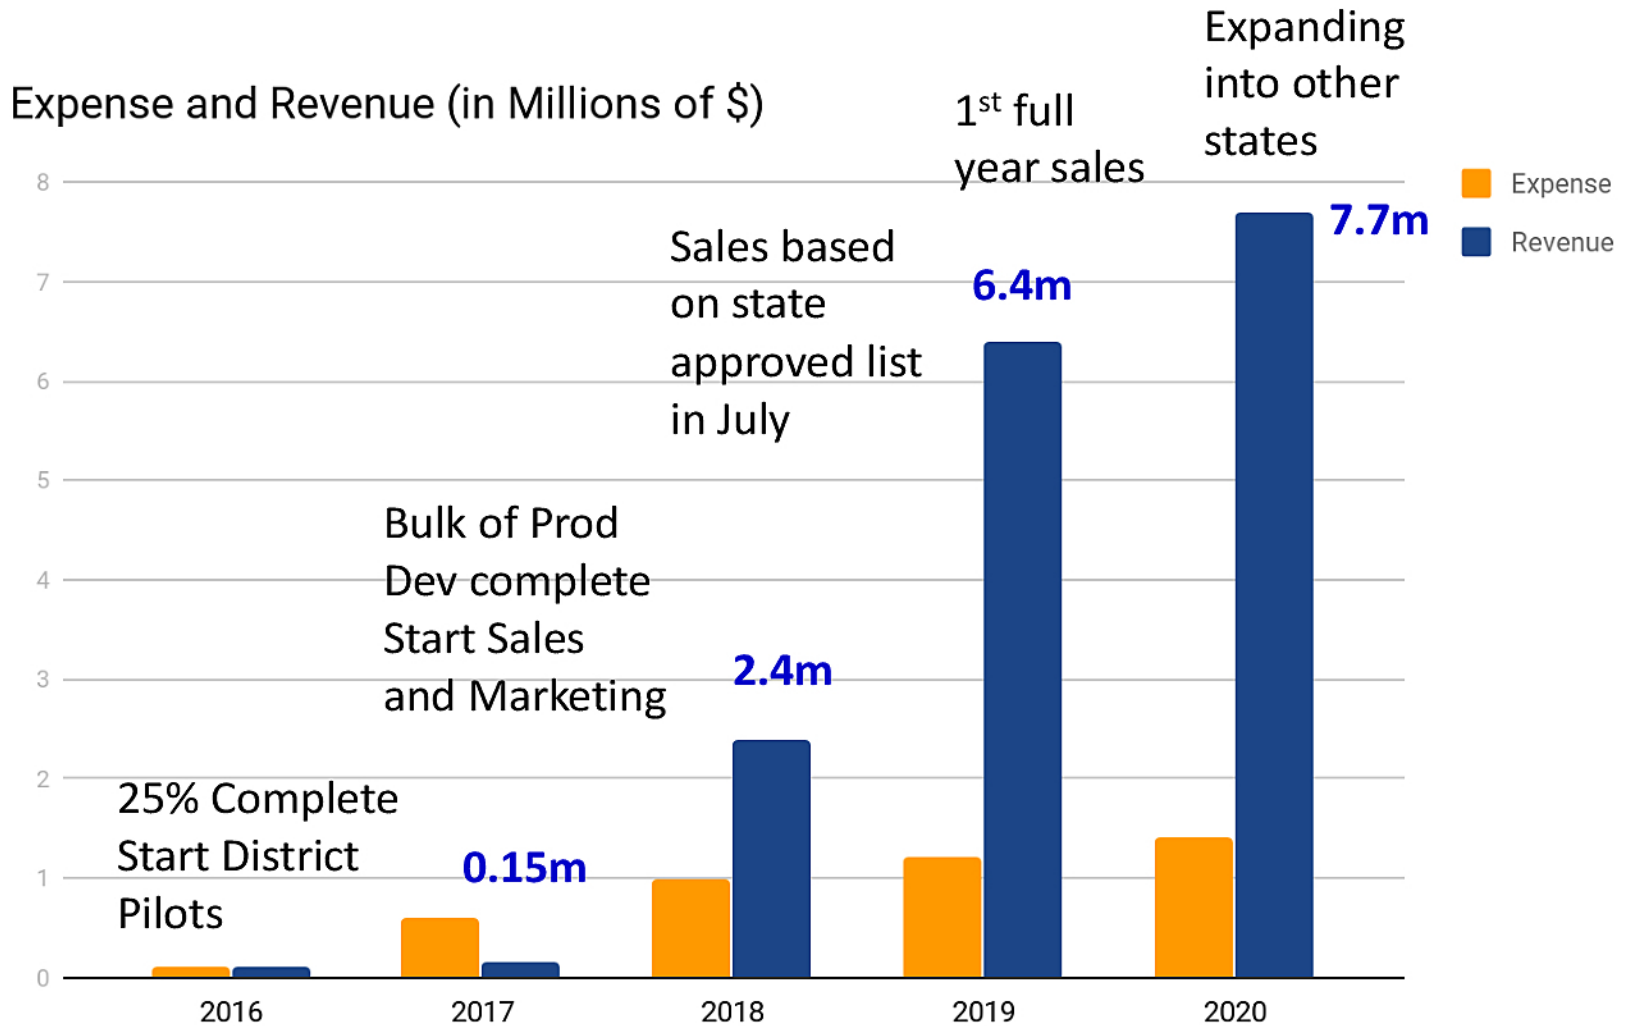 Expense and Revenue (in Millions of $)
Expanding
into other
states
1st full
year sales
Expense
Revenue
7.7m
Sales based
on state
approved list
in July
6.4m
Bulk of Prod
Dev complete
Start Sales
and Marketing
2.4m
25% Complete
Start District
Pilots
0.15m
8
7
6
5
4
3
2
1
0
2016
2017
2018
2019
2020